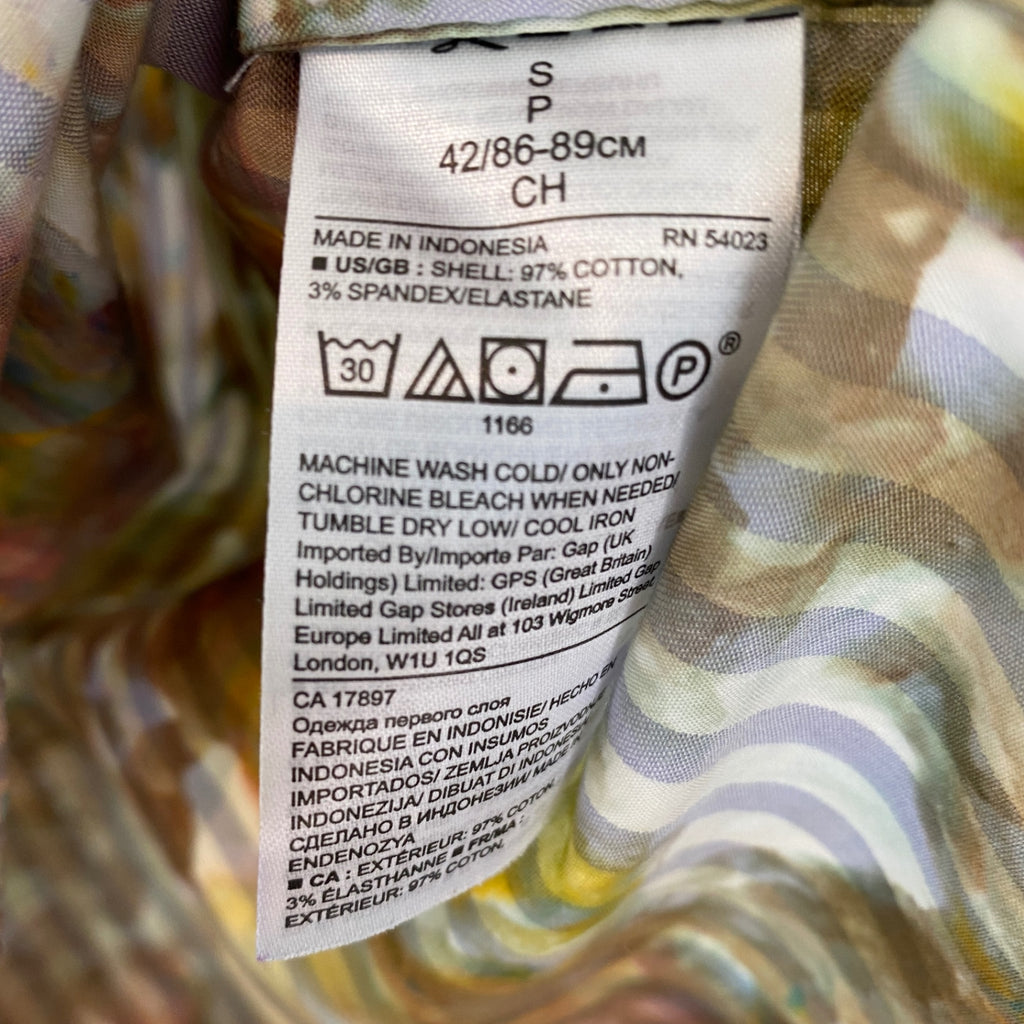 S
P
42/86-89CM
CH
MADE IN INDONESIA RN 54023
■ US/GB : SHELL: 97% COTTON,
3% SPANDEX/ELASTANE
30 P ®
1166
MACHINE WASH COLD/ ONLY NON-
CHLORINE BLEACH WHEN NEEDED/
TUMBLE DRY LOW/ COOL IRON
Imported By/Importe Par: Gap (UK
Holdings) Limited: GPS (Great Britain)
Limited Gap Stores (Ireland) Limited Gap
Europe Limited All at 103 Wigmore Street
London, W1U 1QS
CA 17897
Одежда первого слоя
FABRIQUE EN INDONISIE/ HECHO EN
INDONESIA CON INSUMOS
IMPORTADOS/ ZEMLJA PROIZVODNJE
INDONEZIJA/ DIBUAT DI INDONESIA/
СДЕЛАНО В ИНДОНЕЗИИ/ MADE IN
ENDENOZYA
■ CA : EXTÉRIEUR: 97% COTON,
3% ÉLASTHANNE ■ FR/MA :
EXTÉRIEUR: 97% COTON,